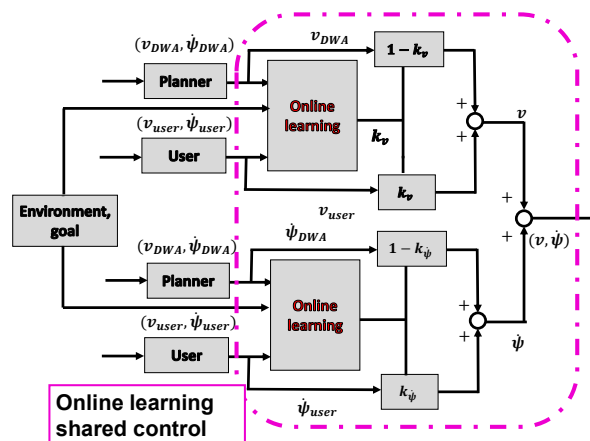 (v_DWA, ψ̇_DWA)
v_DWA
Planner
1 − k_v
Online
learning
k_v
+
+
v
(v_user, ψ̇_user)
User
k_v
v_user
Environment,
goal
+
+
(v, ψ̇)
(v_DWA, ψ̇_DWA)
ψ̇_DWA
Planner
1 − k_ψ̇
Online
learning
+
+
ψ̇
(v_user, ψ̇_user)
User
k_ψ̇
ψ̇_user
Online learning
shared control